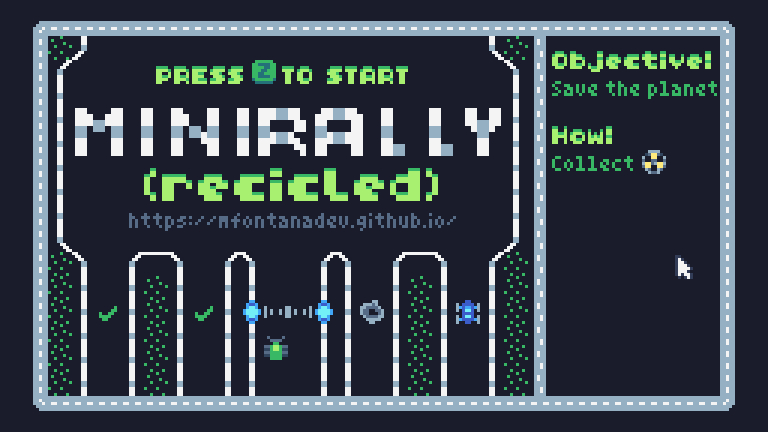 PRESS Z TO START
MINIRALLY
(recicled)
https://mfontanadev.github.io/
Objective!
Save the planet
How!
Collect